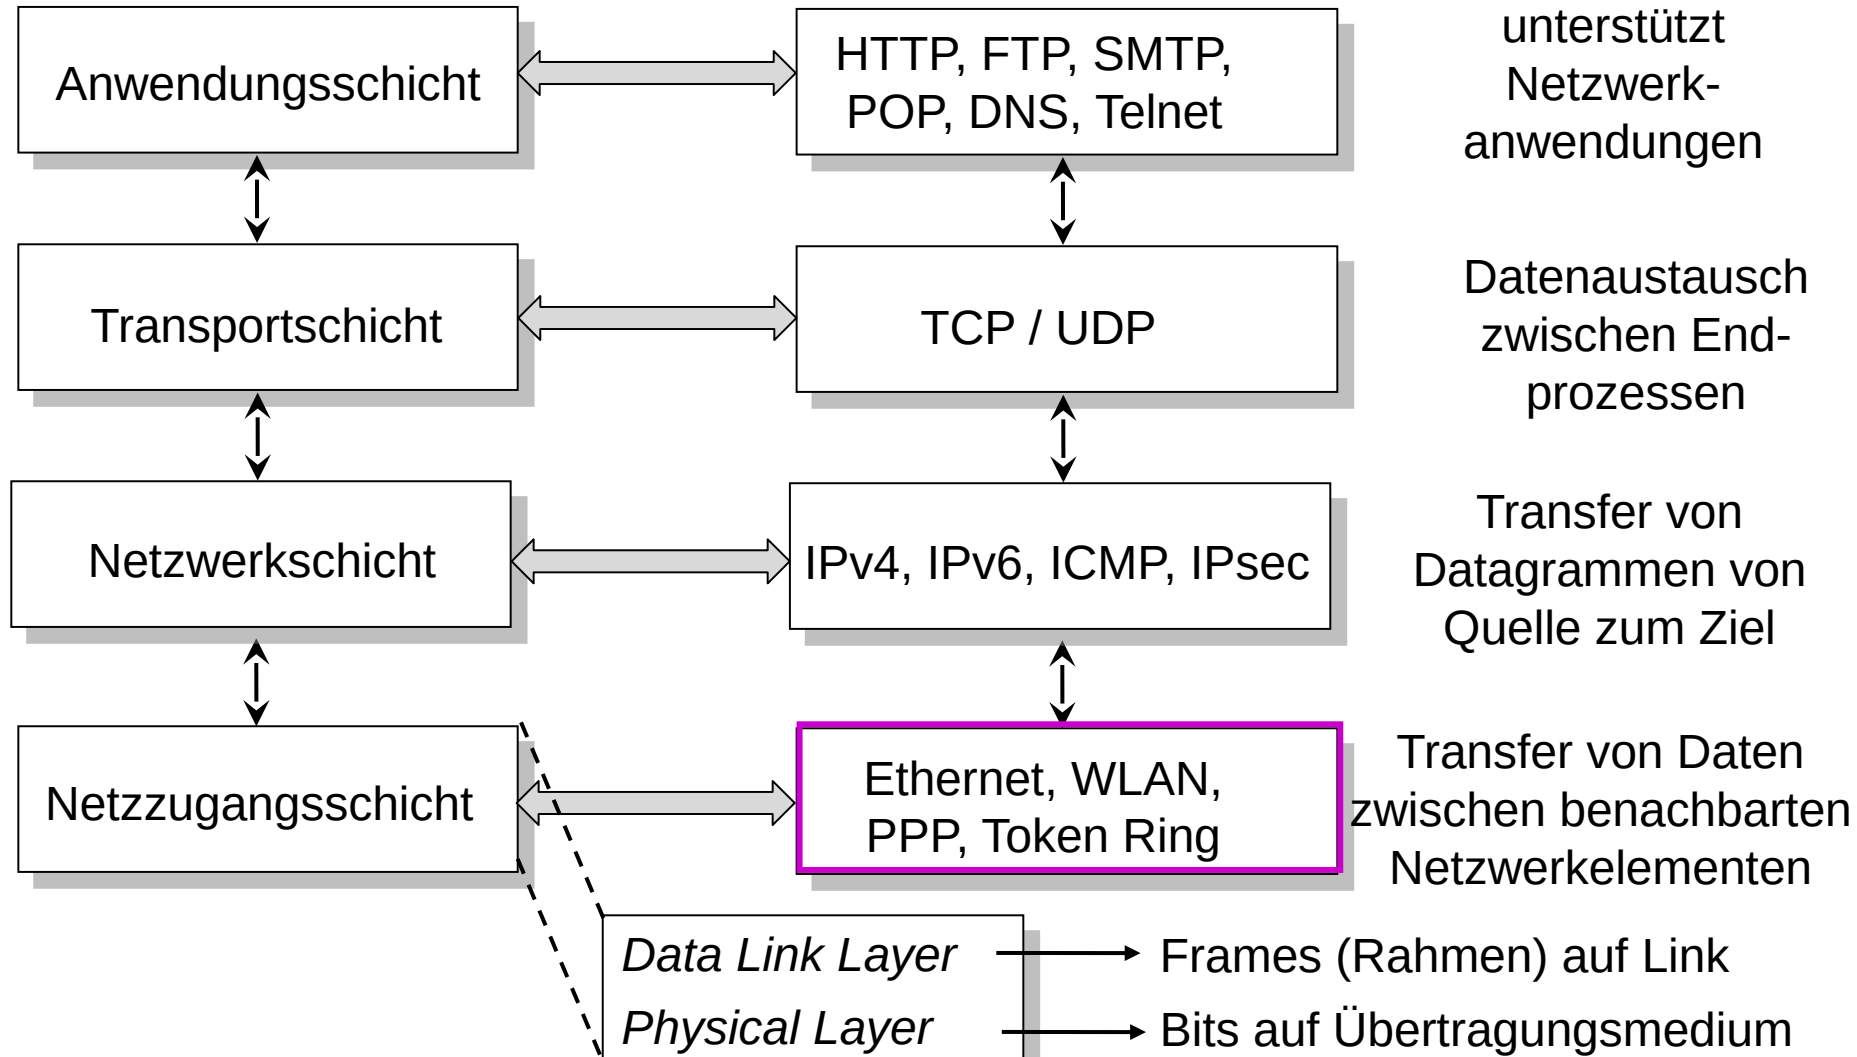 Anwendungsschicht
HTTP, FTP, SMTP,
POP, DNS, Telnet
unterstützt
Netzwerk-
anwendungen
Transportschicht
TCP / UDP
Datenaustausch
zwischen End-
prozessen
Netzwerkschicht
IPv4, IPv6, ICMP, IPsec
Transfer von
Datagrammen von
Quelle zum Ziel
Netzzugangsschicht
Ethernet, WLAN,
PPP, Token Ring
Transfer von Daten
zwischen benachbarten
Netzwerkelementen
Data Link Layer
Frames (Rahmen) auf Link
Physical Layer
Bits auf Übertragungsmedium